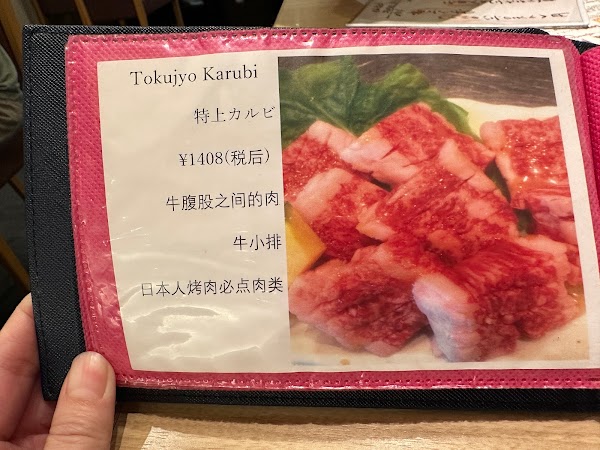 Tokujyo Karubi
特上カルビ
¥1408(税后)
牛腹股之间的肉
牛小排
日本人烤肉必点肉类